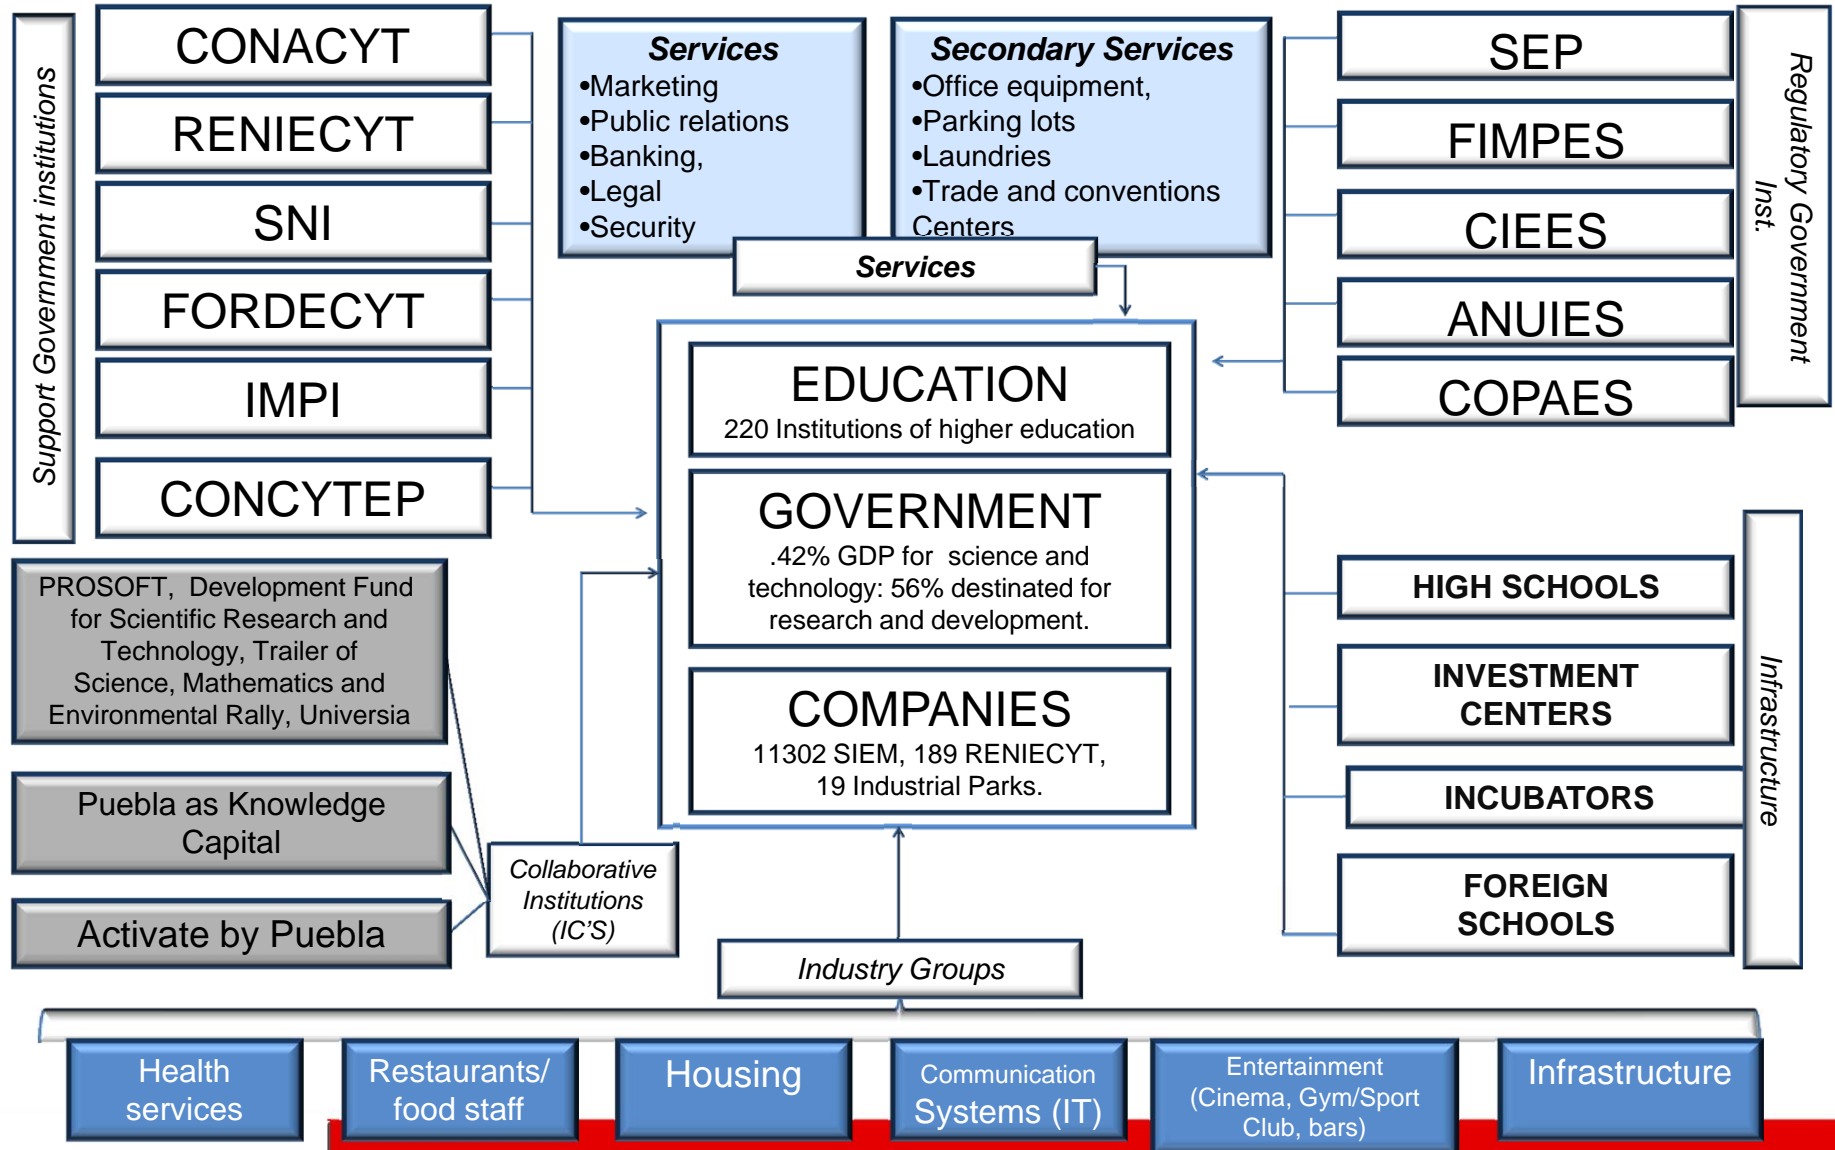 Support Government institutions
CONACYT
RENIECYT
SNI
FORDECYT
IMPI
CONCYTEP
Services
•Marketing
•Public relations
•Banking,
•Legal
•Security
Secondary Services
•Office equipment,
•Parking lots
•Laundries
•Trade and conventions
Centers
Services
SEP
FIMPES
CIEES
ANUIES
COPAES
Regulatory Government
Inst.
EDUCATION
220 Institutions of higher education
GOVERNMENT
.42% GDP for science and
technology: 56% destinated for
research and development.
COMPANIES
11302 SIEM, 189 RENIECYT,
19 Industrial Parks.
PROSOFT, Development Fund
for Scientific Research and
Technology, Trailer of
Science, Mathematics and
Environmental Rally, Universia
Puebla as Knowledge
Capital
Activate by Puebla
Collaborative
Institutions
(IC'S)
HIGH SCHOOLS
INVESTMENT
CENTERS
INCUBATORS
FOREIGN
SCHOOLS
Infrastructure
Industry Groups
Health
services
Restaurants/
food staff
Housing
Communication
Systems (IT)
Entertainment
(Cinema, Gym/Sport
Club, bars)
Infrastructure